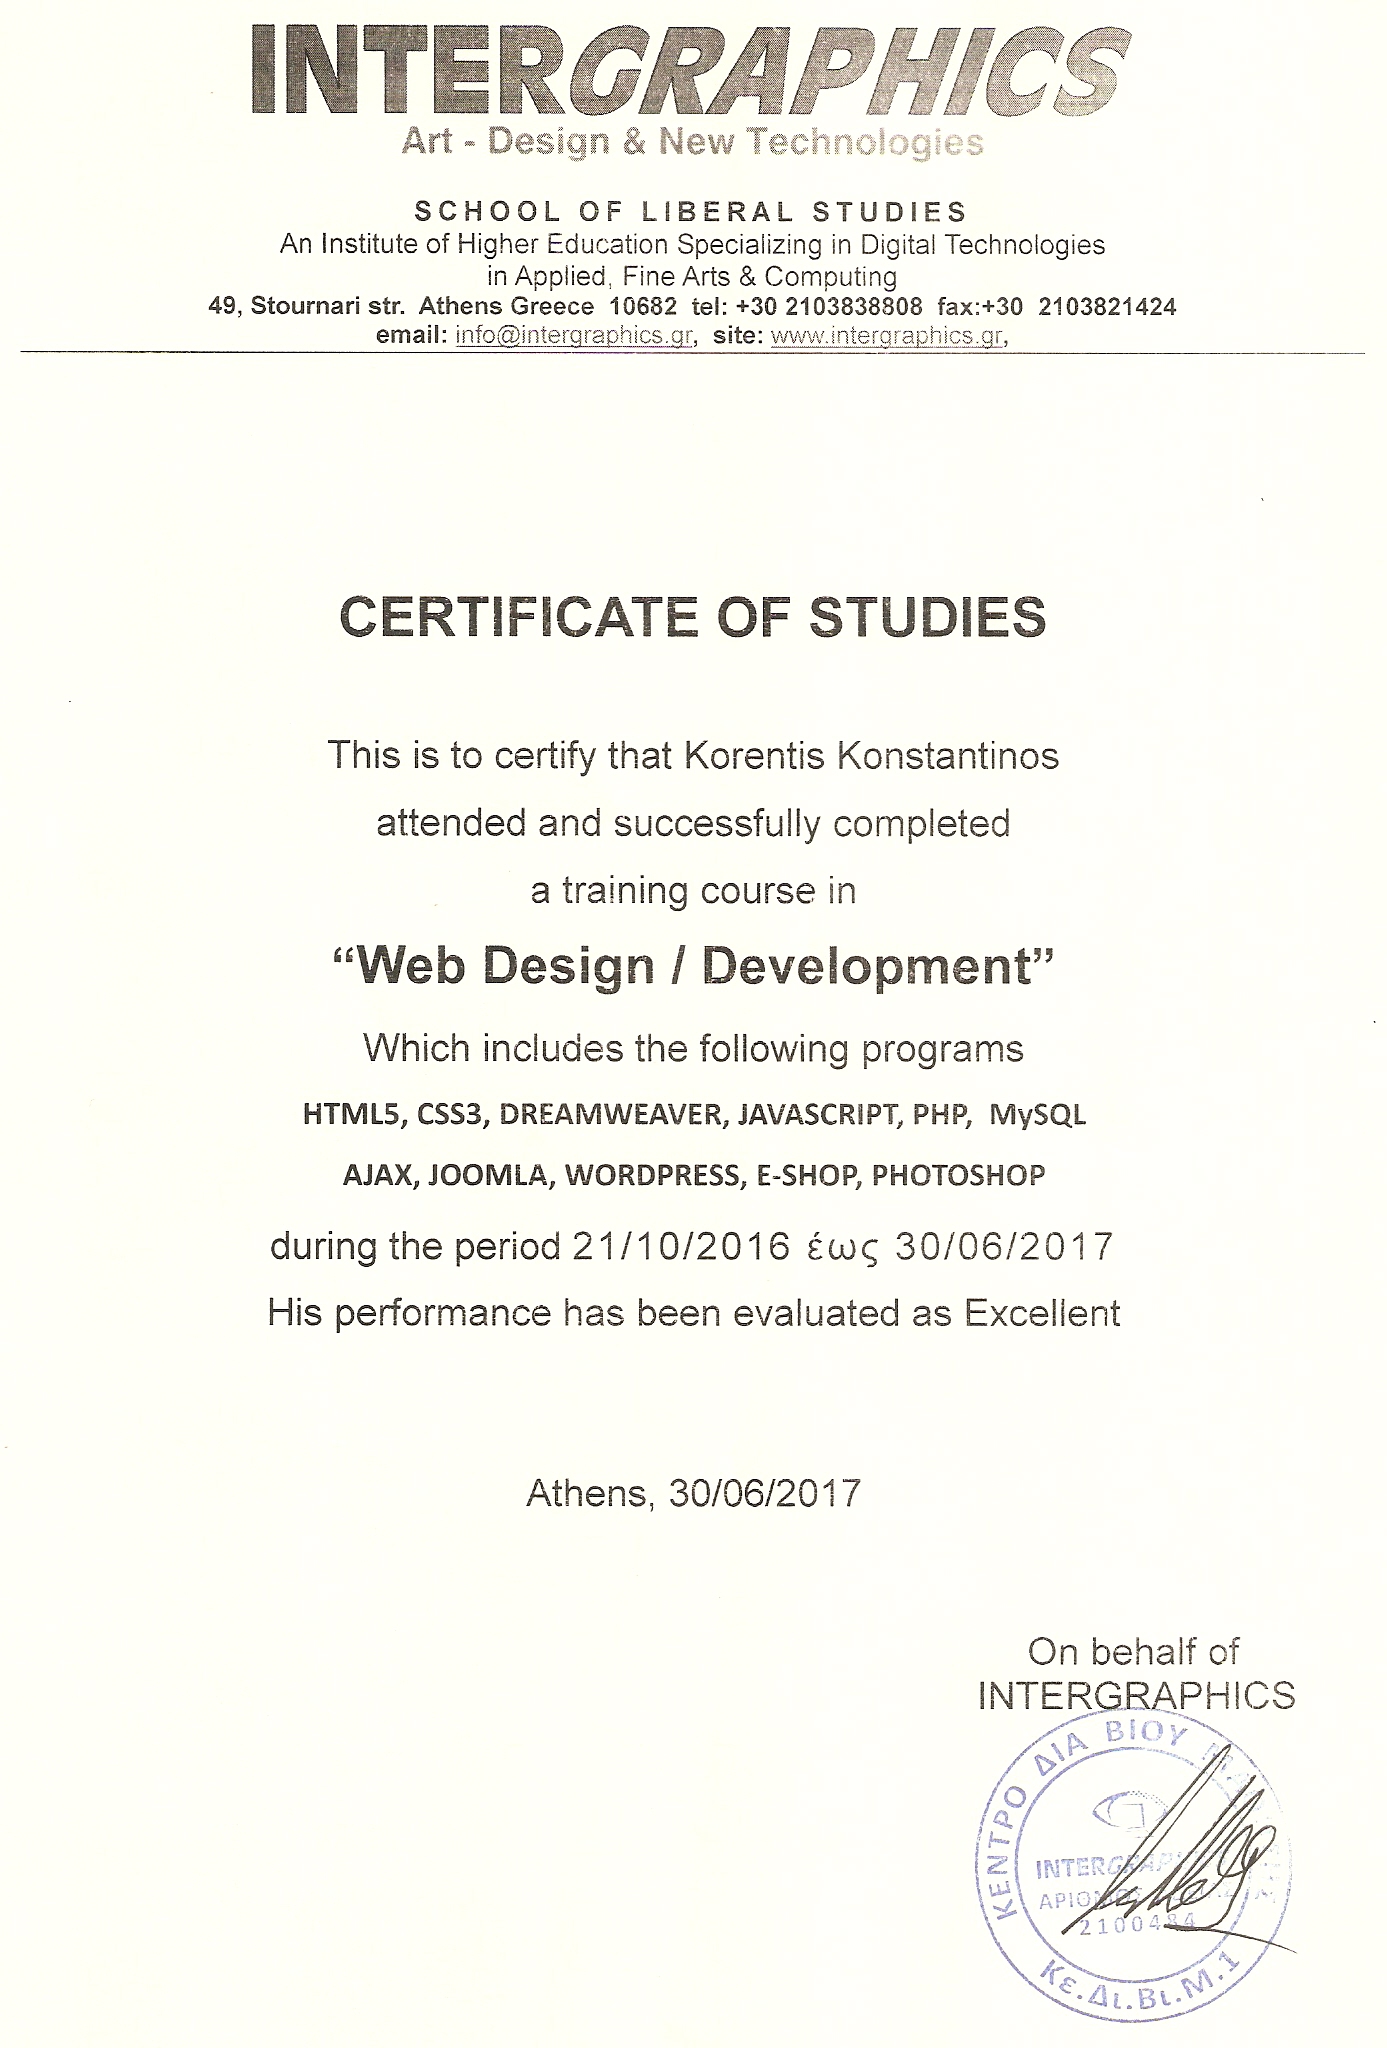 INTERGRAPHICS
Art - Design & New Technologies
SCHOOL OF LIBERAL STUDIES
An Institute of Higher Education Specializing in Digital Technologies
in Applied, Fine Arts & Computing
49, Stournari str. Athens Greece 10682 tel: +30 2103838808 fax:+30 2103821424
email: info@intergraphics.gr, site: www.intergraphics.gr,
CERTIFICATE OF STUDIES
This is to certify that Korentis Konstantinos
attended and successfully completed
a training course in
“Web Design / Development”
Which includes the following programs
HTML5, CSS3, DREAMWEAVER, JAVASCRIPT, PHP, MySQL
AJAX, JOOMLA, WORDPRESS, E-SHOP, PHOTOSHOP
during the period 21/10/2016 έως 30/06/2017
His performance has been evaluated as Excellent
Athens, 30/06/2017
On behalf of
INTERGRAPHICS
ΚΕΝΤΡΟ ΔΙΑ ΒΙΟΥ
2100484
Κε.Δι.Βι.Μ.1